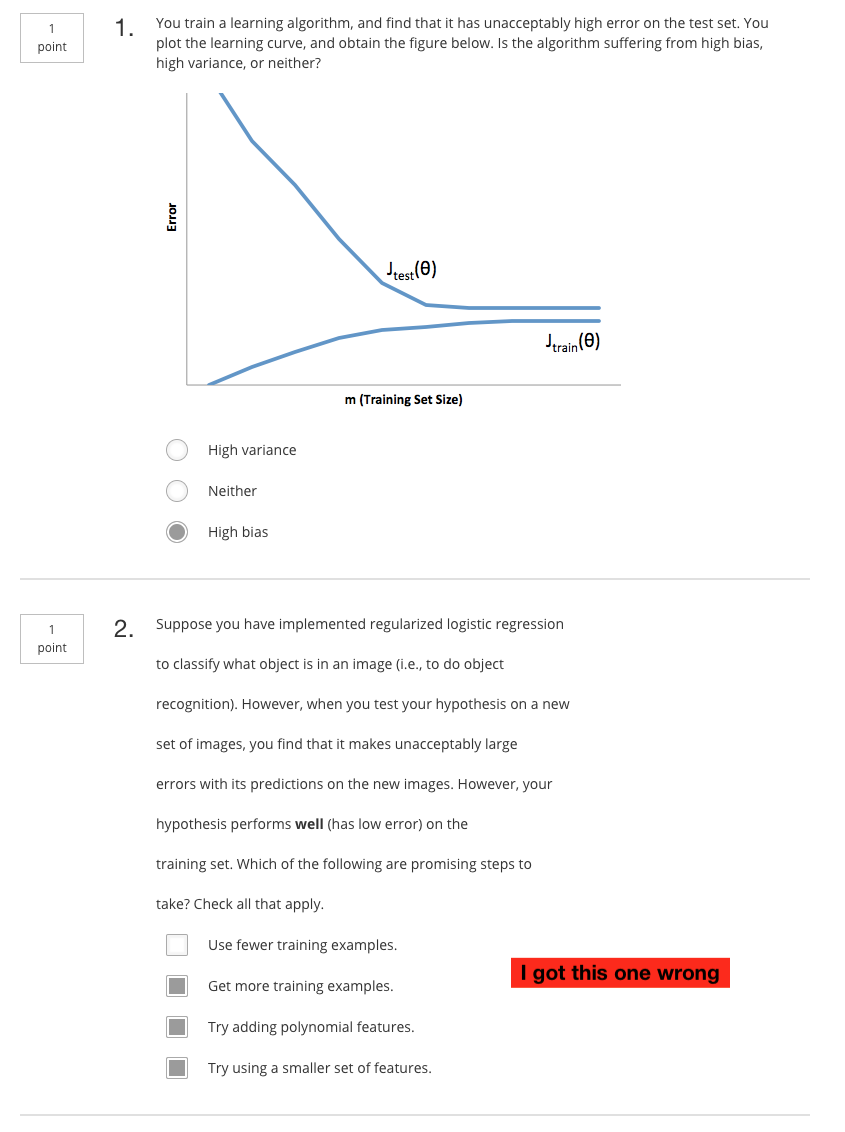 1
point
1.
You train a learning algorithm, and find that it has unacceptably high error on the test set. You
plot the learning curve, and obtain the figure below. Is the algorithm suffering from high bias,
high variance, or neither?
Error
Jtest(θ)
Jtrain(θ)
m (Training Set Size)
High variance
Neither
High bias
1
point
2.
Suppose you have implemented regularized logistic regression
to classify what object is in an image (i.e., to do object
recognition). However, when you test your hypothesis on a new
set of images, you find that it makes unacceptably large
errors with its predictions on the new images. However, your
hypothesis performs well (has low error) on the
training set. Which of the following are promising steps to
take? Check all that apply.
Use fewer training examples.
I got this one wrong
Get more training examples.
Try adding polynomial features.
Try using a smaller set of features.